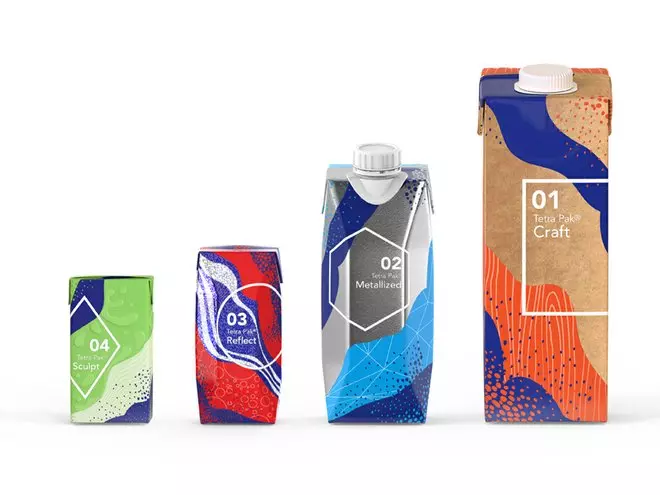 04
Tetra Pak
Sculpt
03
Tetra Pak®
Reflect
02
Tetra Pak
Metallized
01
Tetra Pak®
Craft